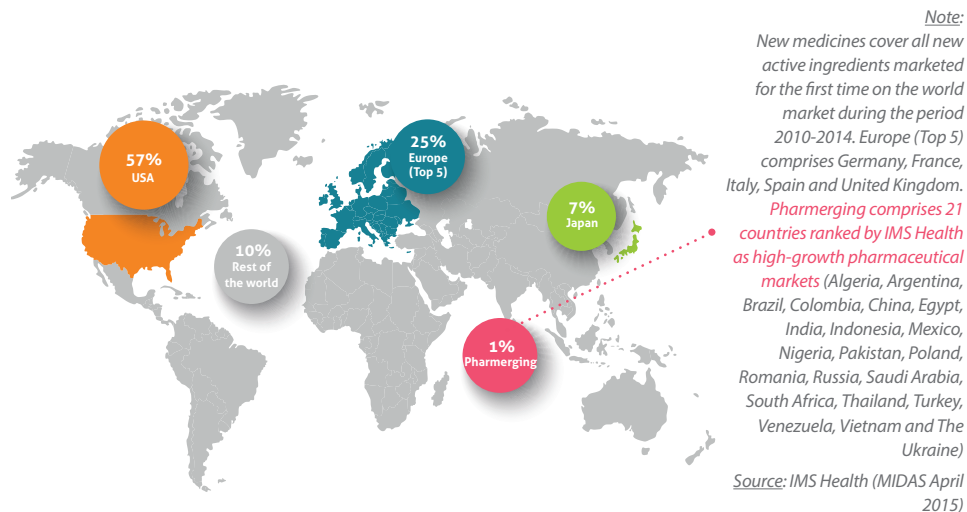 57%
USA
25%
Europe
(Top 5)
7%
Japan
10%
Rest of
the world
1%
Pharmerging
Note:
New medicines cover all new
active ingredients marketed
for the first time on the world
market during the period
2010-2014. Europe (Top 5)
comprises Germany, France,
Italy, Spain and United Kingdom.
Pharmerging comprises 21
countries ranked by IMS Health
as high-growth pharmaceutical
markets (Algeria, Argentina,
Brazil, Colombia, China, Egypt,
India, Indonesia, Mexico,
Nigeria, Pakistan, Poland,
Romania, Russia, Saudi Arabia,
South Africa, Thailand, Turkey,
Venezuela, Vietnam and The
Ukraine)
Source: IMS Health (MIDAS April
2015)